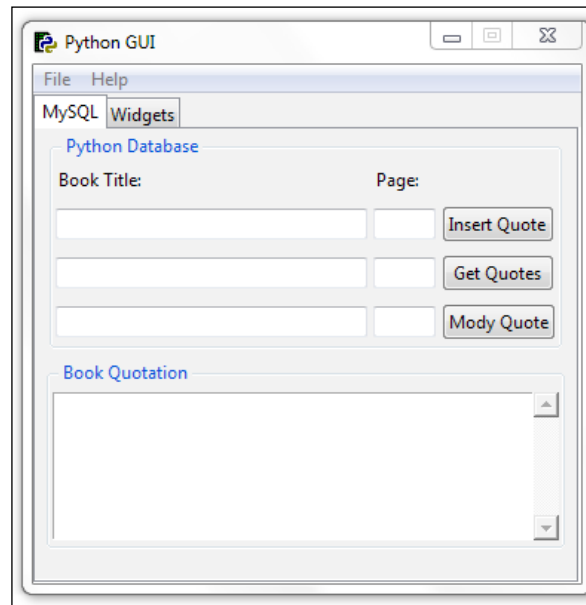 Python GUI
File Help
MySQL Widgets
Python Database
Book Title: Page:
Insert Quote
Get Quotes
Mody Quote
Book Quotation